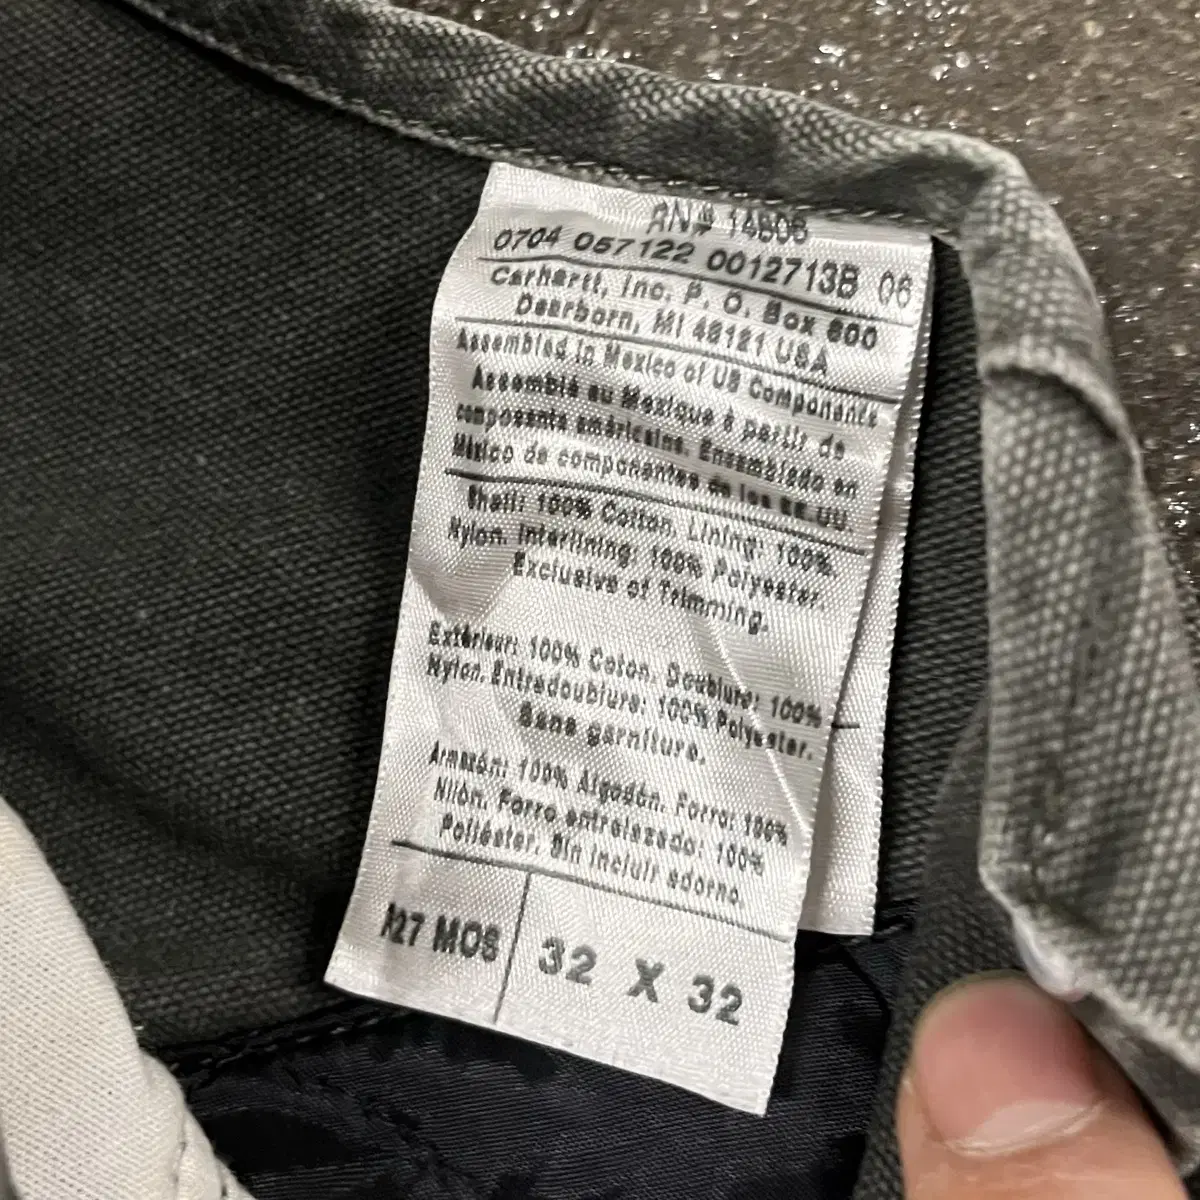 RN# 14806
0704 057122 0012713B 06
Carhartt, Inc. P. O. Box 600
Dearborn, MI 48121 USA
Assembled in Mexico of US Components
Assemblé au Mexique à partir de
composants américains. Ensamblado en
México de componentes de los EE.UU.
Shell: 100% Cotton. Lining: 100%
Nylon. Interlining: 100% Polyester.
Exclusive of Trimming.
Extérieur: 100% Coton. Doublure: 100%
Nylon. Entredoublure: 100% Polyester.
Sans garniture.
Armazón: 100% Algodón. Forro: 100%
Nilón. Forro entrelazado: 100%
Poliéster. Sin incluir adorno.
MOS 32 X 32